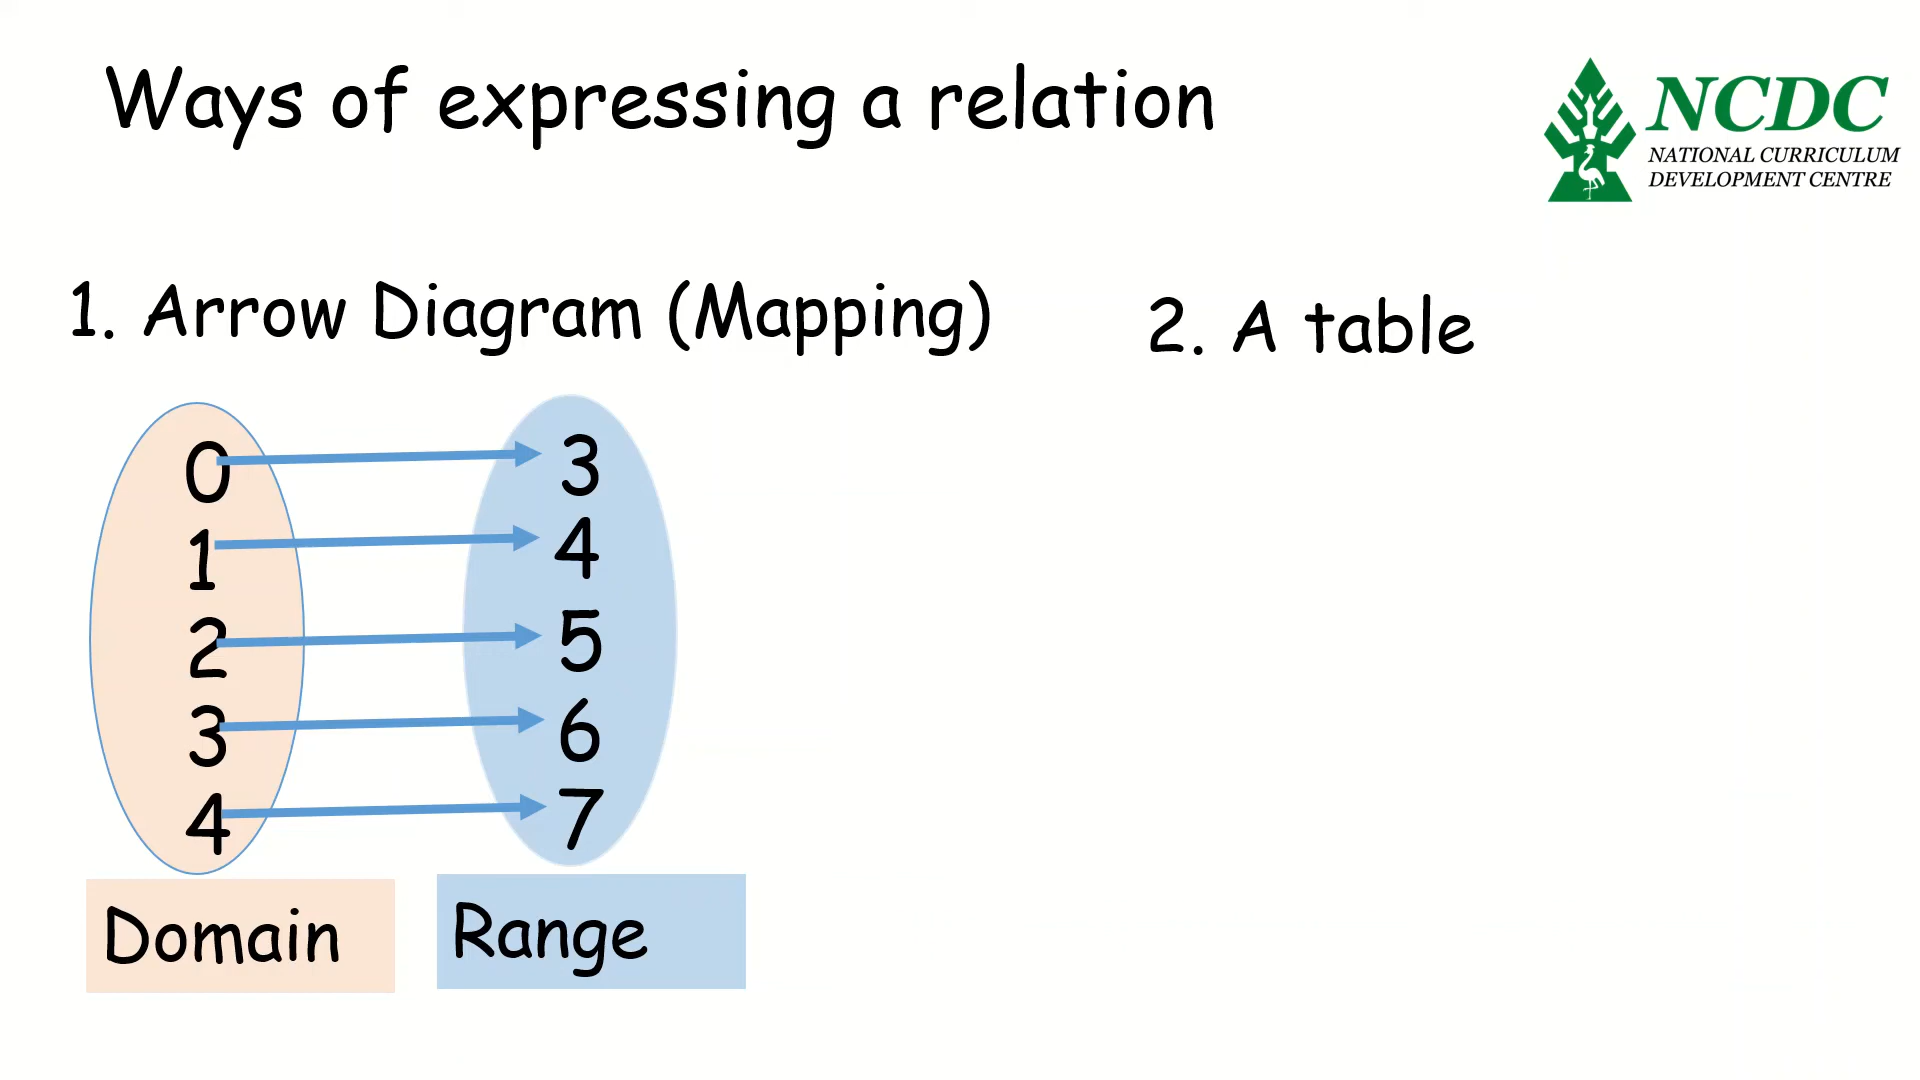 Ways of expressing a relation
NCDC
NATIONAL CURRICULUM
DEVELOPMENT CENTRE
1. Arrow Diagram (Mapping)
2. A table
0 3
1 4
2 5
3 6
4 7
Domain
Range